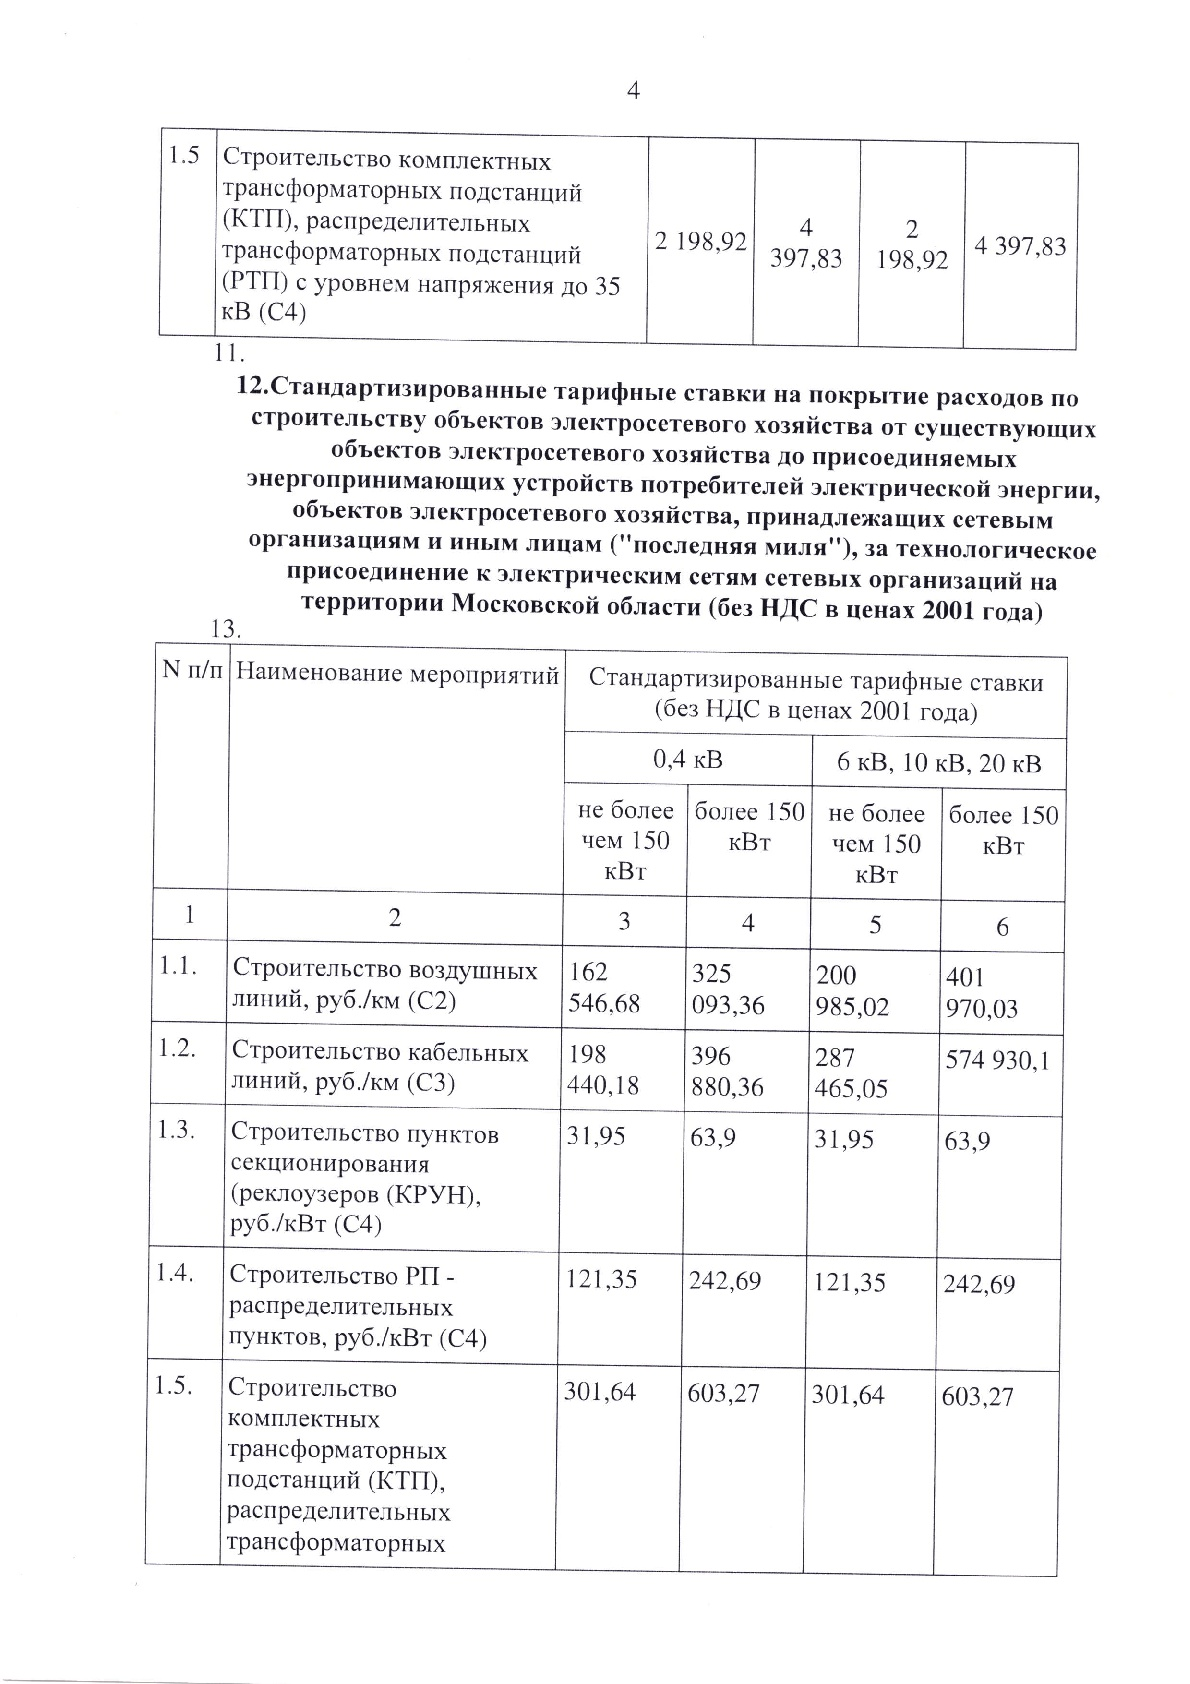 4
1.5 Строительство комплектных
трансформаторных подстанций
(КТП), распределительных
трансформаторных подстанций
(РТП) с уровнем напряжения до 35
кВ (С4)
2 198,92
4
397,83
2
198,92
4 397,83
11.
12.Стандартизированные тарифные ставки на покрытие расходов по
строительству объектов электросетевого хозяйства от существующих
объектов электросетевого хозяйства до присоединяемых
энергопринимающих устройств потребителей электрической энергии,
объектов электросетевого хозяйства, принадлежащих сетевым
организациям и иным лицам ("последняя миля"), за технологическое
присоединение к электрическим сетям сетевых организаций на
территории Московской области (без НДС в ценах 2001 года)
13.
N п/п
Наименование мероприятий
Стандартизированные тарифные ставки
(без НДС в ценах 2001 года)
0,4 кВ
6 кВ, 10 кВ, 20 кВ
не более
чем 150
кВт
более 150
кВт
не более
чем 150
кВт
более 150
кВт
1 2 3 4 5 6
1.1.
Строительство воздушных
линий, руб./км (С2)
162
546,68
325
093,36
200
985,02
401
970,03
1.2.
Строительство кабельных
линий, руб./км (С3)
198
440,18
396
880,36
287
465,05
574 930,1
1.3.
Строительство пунктов
секционирования
(реклоузеров (КРУН),
руб./кВт (С4)
31,95
63,9
31,95
63,9
1.4.
Строительство РП -
распределительных
пунктов, руб./кВт (С4)
121,35
242,69
121,35
242,69
1.5.
Строительство
комплектных
трансформаторных
подстанций (КТП),
распределительных
трансформаторных
301,64
603,27
301,64
603,27